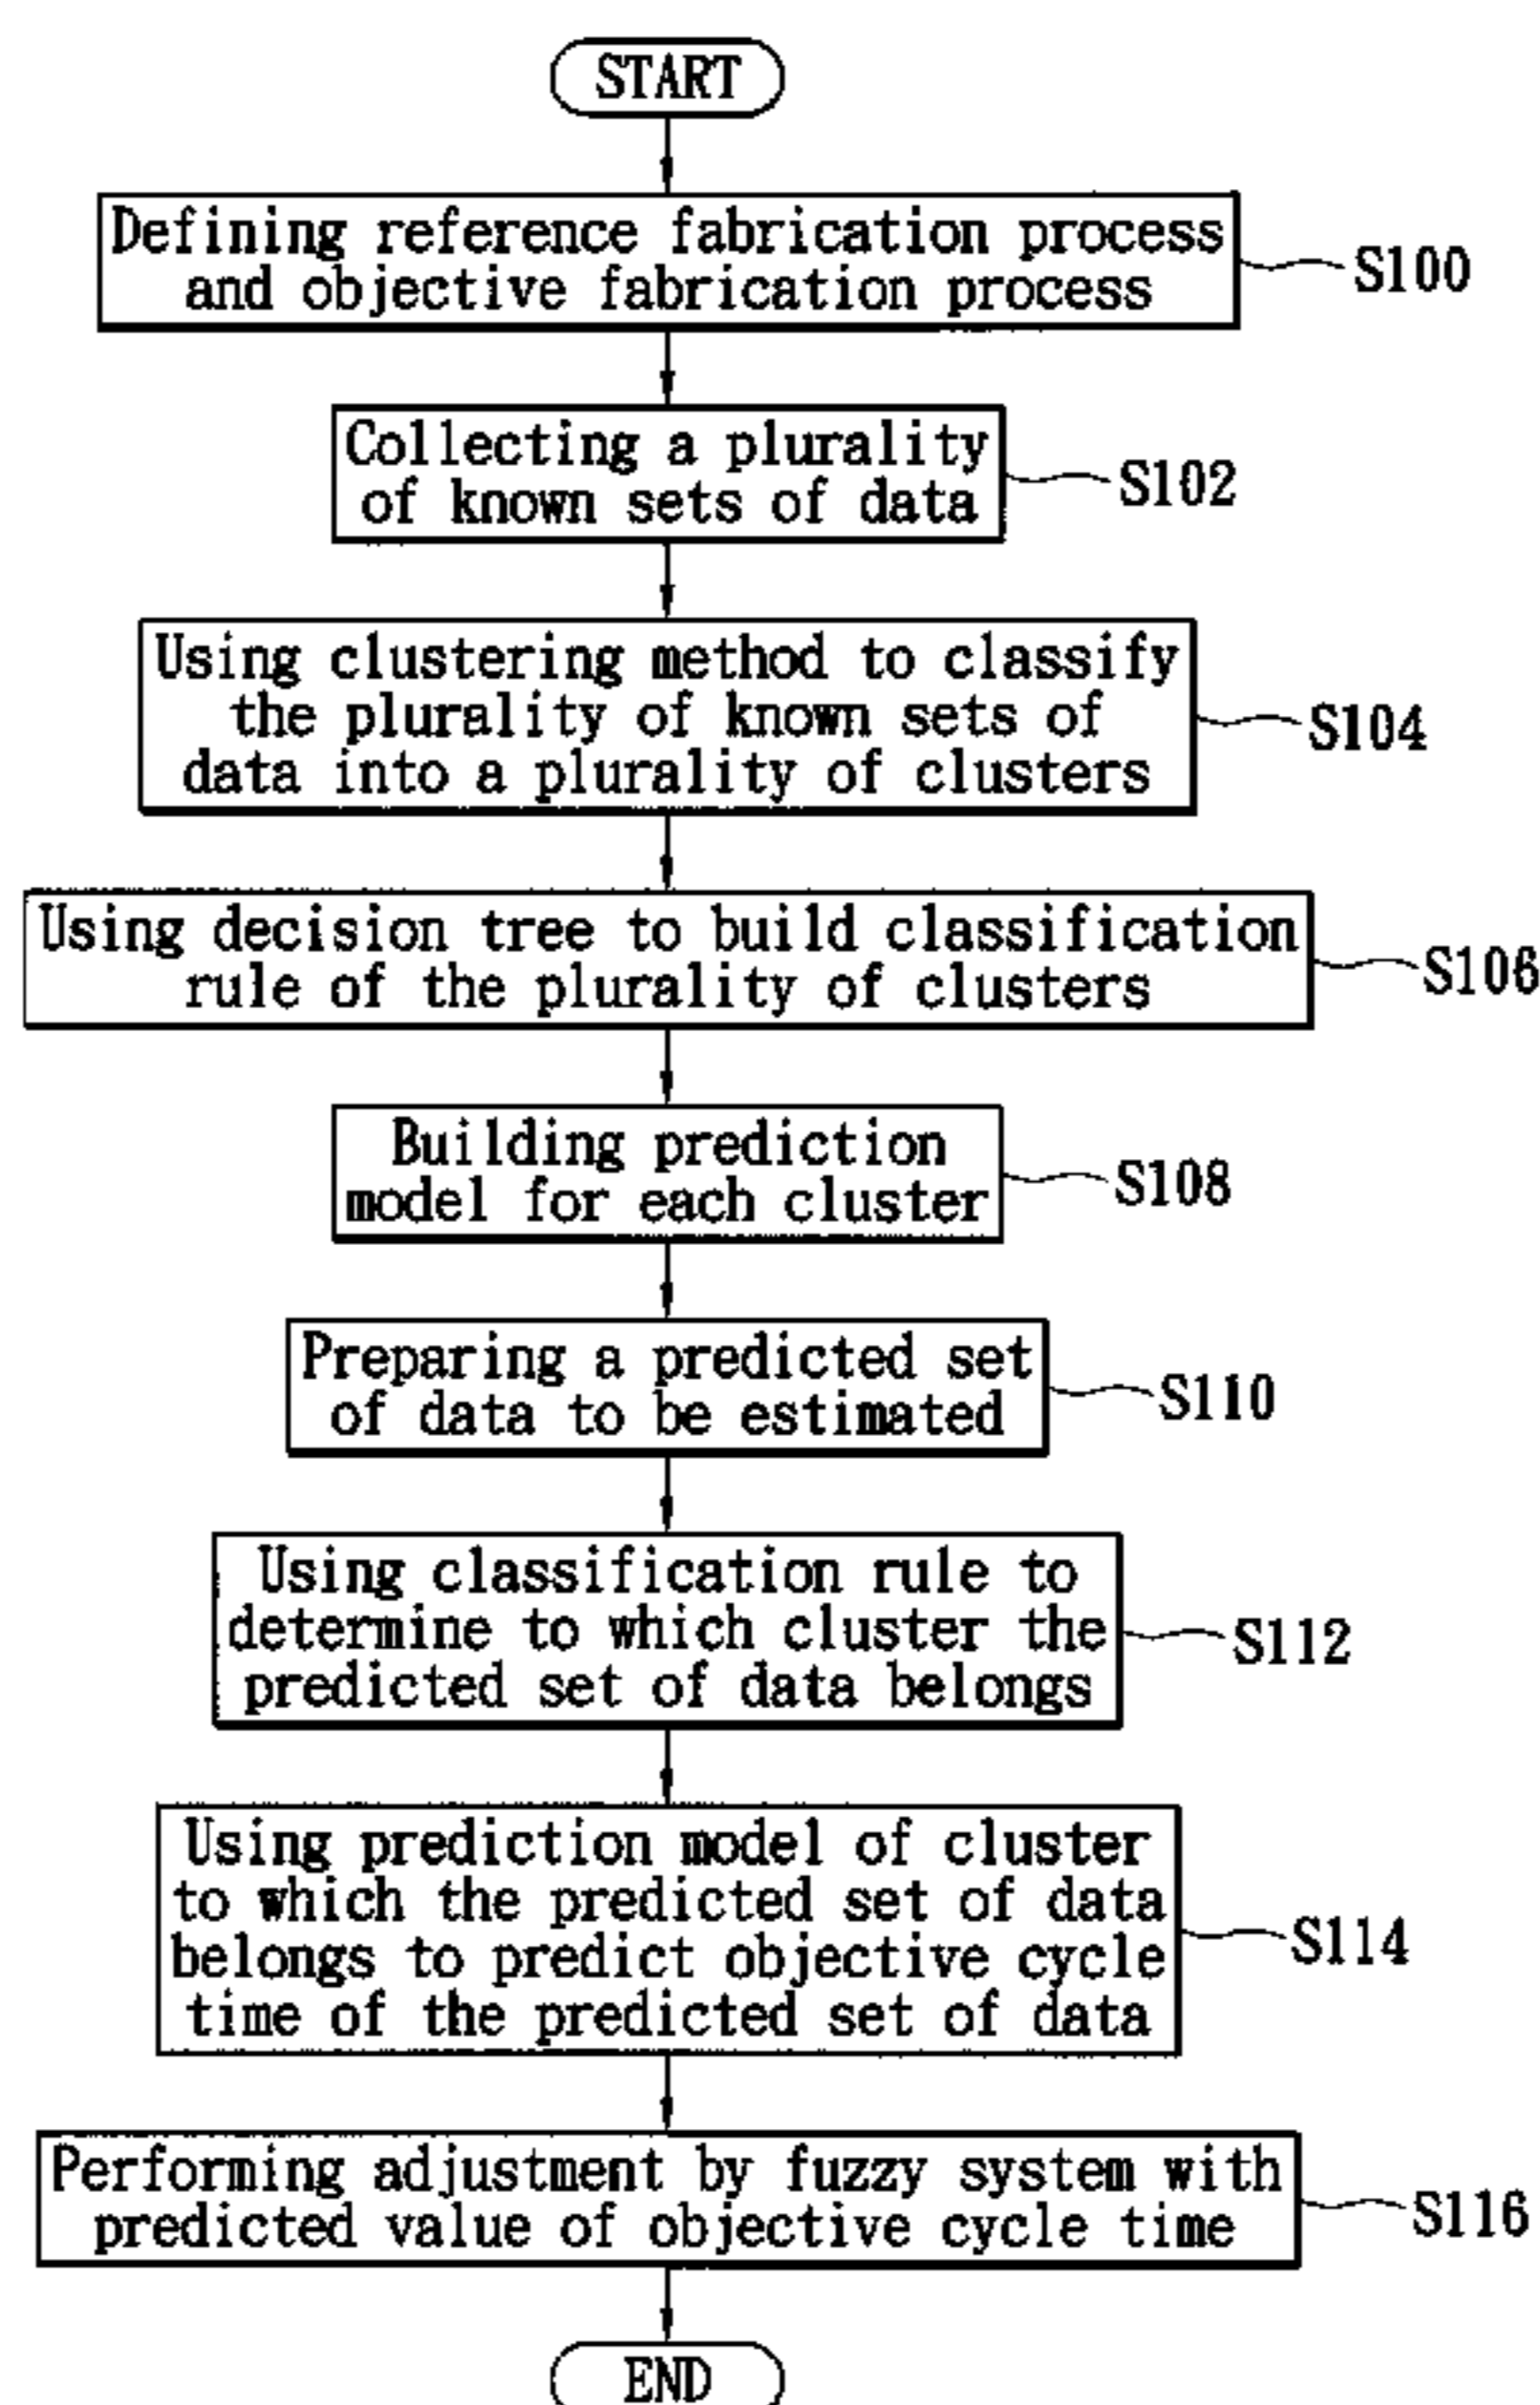 START
Defining reference fabrication process
and objective fabrication process
S100
Collecting a plurality
of known sets of data
S102
Using clustering method to classify
the plurality of known sets of
data into a plurality of clusters
S104
Using decision tree to build classification
rule of the plurality of clusters
S106
Building prediction
model for each cluster
S108
Preparing a predicted set
of data to be estimated
S110
Using classification rule to
determine to which cluster the
predicted set of data belongs
S112
Using prediction model of cluster
to which the predicted set of data
belongs to predict objective cycle
time of the predicted set of data
S114
Performing adjustment by fuzzy system with
predicted value of objective cycle time
S116
END